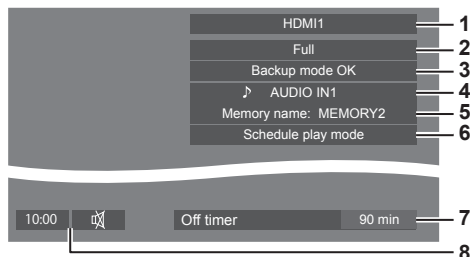 HDMI1 1
Full 2
Backup mode OK 3
♪ AUDIO IN1 4
Memory name: MEMORY2 5
Schedule play mode 6
10:00 Off timer 90 min 7
8